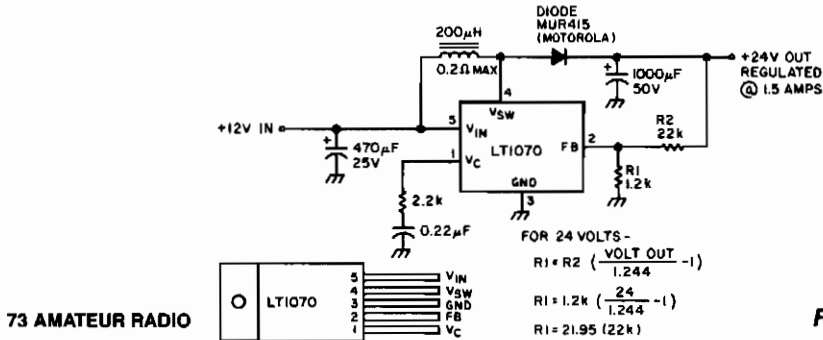 DIODE
MUR415
(MOTOROLA)
200µH
0.2Ω MAX
+24V OUT
REGULATED
@ 1.5 AMPS
+
1000µF
50V
4
VSW
R2
22k
+12V IN
5
VIN
LT1070
FB
2
+
470µF
25V
1
VC
R1
1.2k
GND
3
2.2k
0.22µF
FOR 24 VOLTS-
R1 = R2 (VOLT OUT / 1.244 -1)
R1 = 1.2k (24 / 1.244 -1)
R1 = 21.95 (22k)
LT1070
5 VIN
4 VSW
3 GND
2 FB
1 VC
73 AMATEUR RADIO